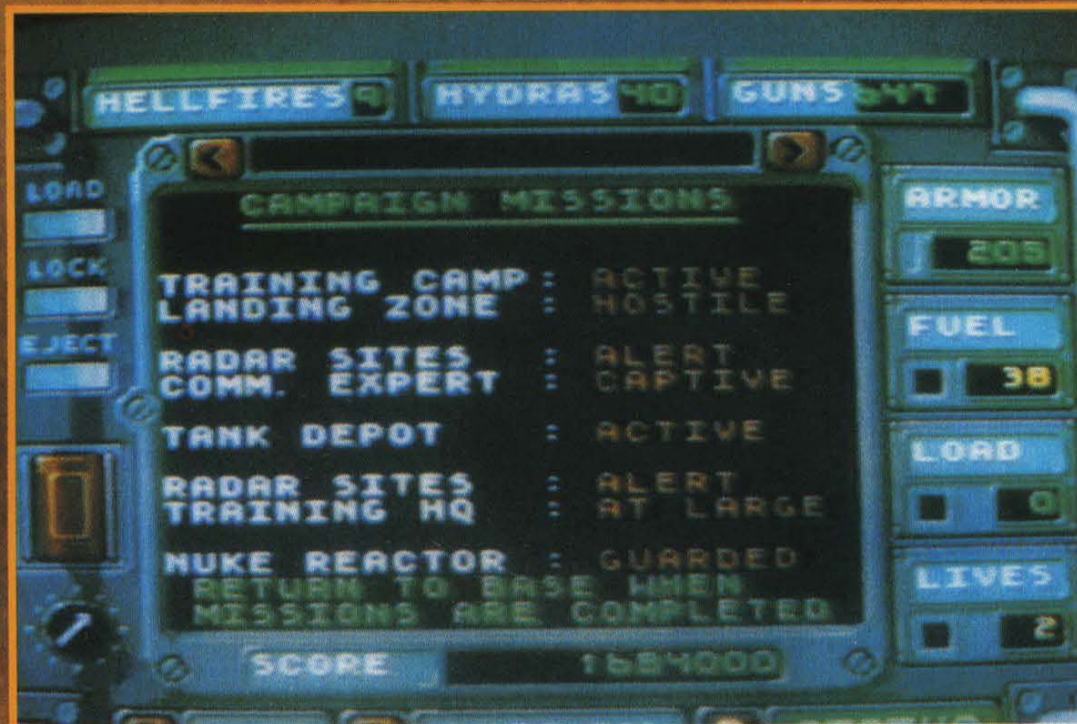 HELLFIRES 9 HYDRAS 40 GUNS 647
LOAD
LOCK
EJECT
CAMPAIGN MISSIONS
TRAINING CAMP : ACTIVE
LANDING ZONE : HOSTILE
RADAR SITES : ALERT
COMM. EXPERT : CAPTIVE
TANK DEPOT : ACTIVE
RADAR SITES : ALERT
TRAINING HQ : AT LARGE
NUKE REACTOR : GUARDED
RETURN TO BASE WHEN
MISSIONS ARE COMPLETED
SCORE 1684000
ARMOR
205
FUEL
38
LOAD
0
LIVES
2